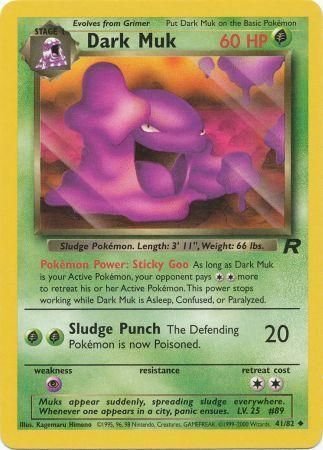 Evolves from Grimer Put Dark Muk on the Basic Pokémon
STAGE 1 Dark Muk 60 HP
Sludge Pokémon. Length: 3' 11", Weight: 66 lbs.
R
Pokémon Power: Sticky Goo As long as Dark Muk
is your Active Pokémon, your opponent pays more
to retreat his or her Active Pokémon. This power stops
working while Dark Muk is Asleep, Confused, or Paralyzed.
Sludge Punch The Defending 20
Pokémon is now Poisoned.
weakness resistance retreat cost
Muks appear suddenly, spreading sludge everywhere.
Whenever one appears in a city, panic ensues. LV. 25 #89
Illus. Kagemaru Himeno ©1995, 96, 98 Nintendo, Creatures, GAMEFREAK. ©1999-2000 Wizards. 41/82